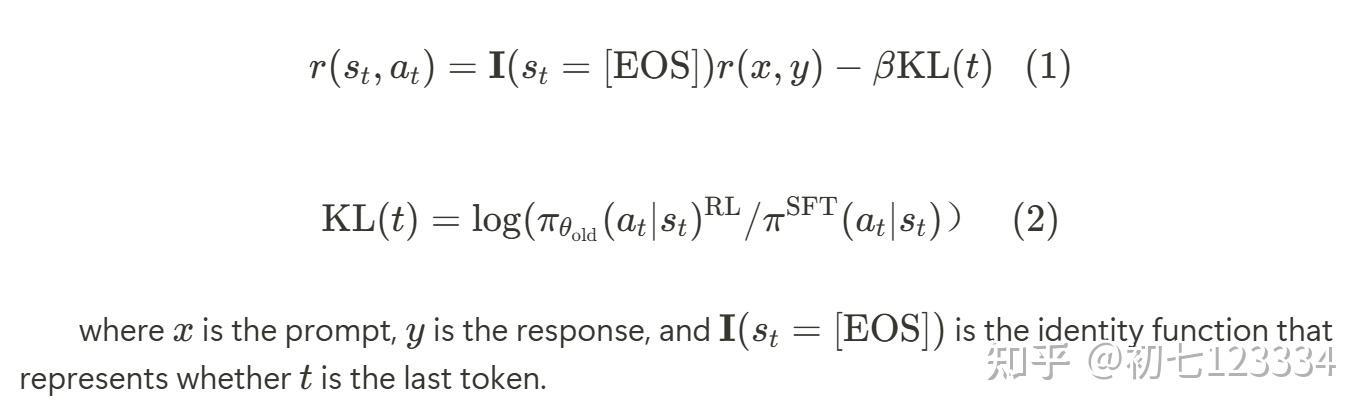 r(s_t, a_t) = I(s_t = [EOS])r(x, y) − βKL(t) (1)
KL(t) = log(π_{θ_old}(a_t|s_t)^{RL}/π^{SFT}(a_t|s_t)） (2)
where x is the prompt, y is the response, and I(s_t = [EOS]) is the identity function that
represents whether t is the last token.
知乎 @初七123334